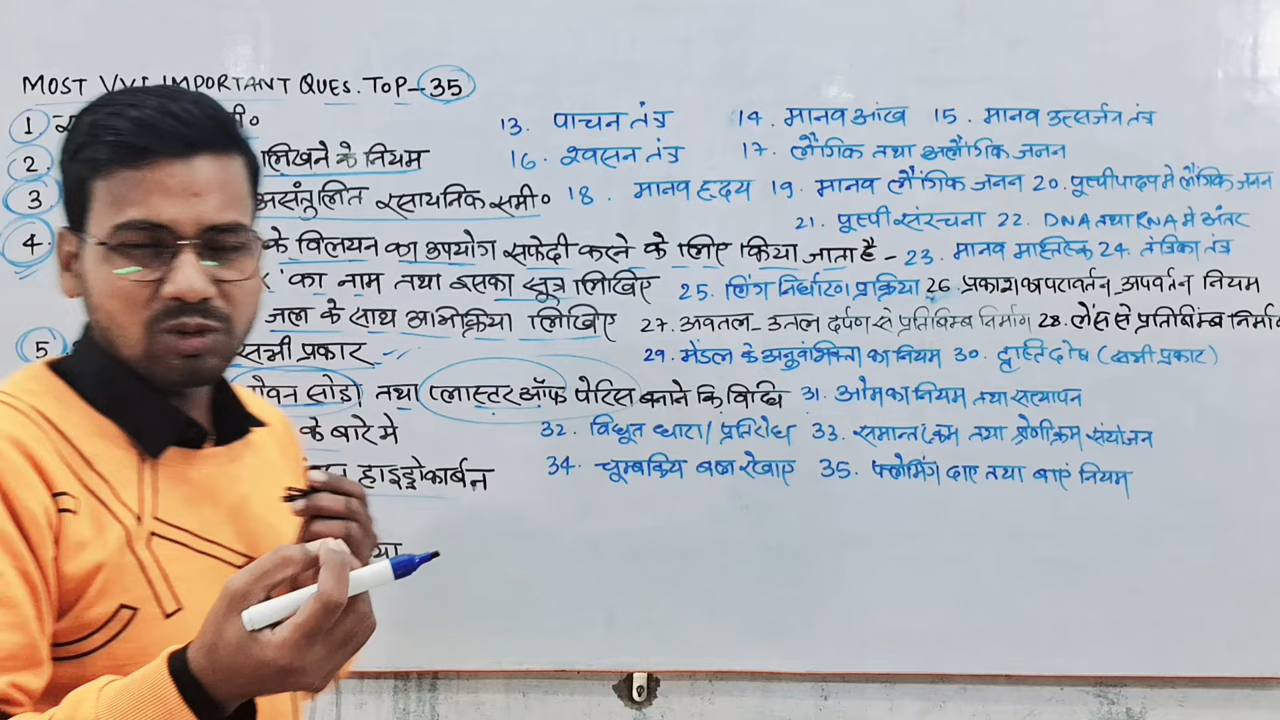 MOST VVI IMPORTANT QUES. TOP-35
1
2. लिखने के नियम
3 असंतुलित रसायनिक समी०
4. के विलयन का उपयोग सफेदी करने के लिए किया जाता है -
' का नाम तथा इसका सूत्र लिखिए
जल के साथ अभिक्रिया लिखिए
5 सभी प्रकार
सोडा तथा प्लास्टर ऑफ पेरिस बनाने कि विधि
के बारे मे
हाइड्रोकार्बन
13. पाचन तंत्र 14. मानव आंख 15. मानव उत्सर्जन तंत्र
16. श्वसन तंत्र 17. लैंगिक तथा अलैंगिक जनन
18. मानव हृदय 19. मानव लैंगिक जनन 20. पुष्पी पादप मे लैंगिक जनन
21. पुष्पी संरचना 22. DNA तथा RNA मे अंतर
23. मानव मस्तिस्क 24. तंत्रिका तंत्र
25. लिंग निर्धारण प्रक्रिया 26. प्रकाश का परावर्तन, अपवर्तन नियम
27. अवतल - उत्तल दर्पण से प्रतिबिम्ब निर्माण 28. लेंस से प्रतिबिंम्ब
29. मेंडल के अनुवांशिकता का नियम 30. दृष्टि दोष (सभी प्रकार)
31. ओम का नियम तथा सत्यापन
32. विधुत धारा / प्रतिरोध 33. समान्तर क्रम तथा श्रेणीक्रम संयोजन
34. चुम्बकिय बल रेखाए 35. फ्लेमिंग दाए तथा बाएं नियम